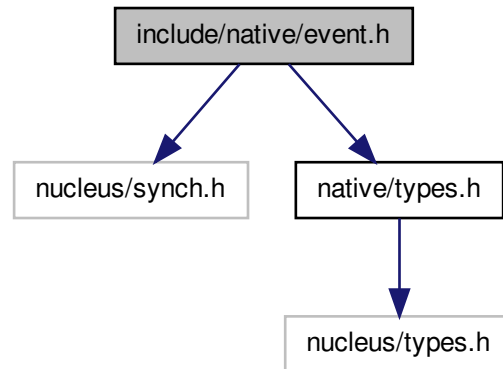 include/native/event.h
nucleus/synch.h
native/types.h
nucleus/types.h